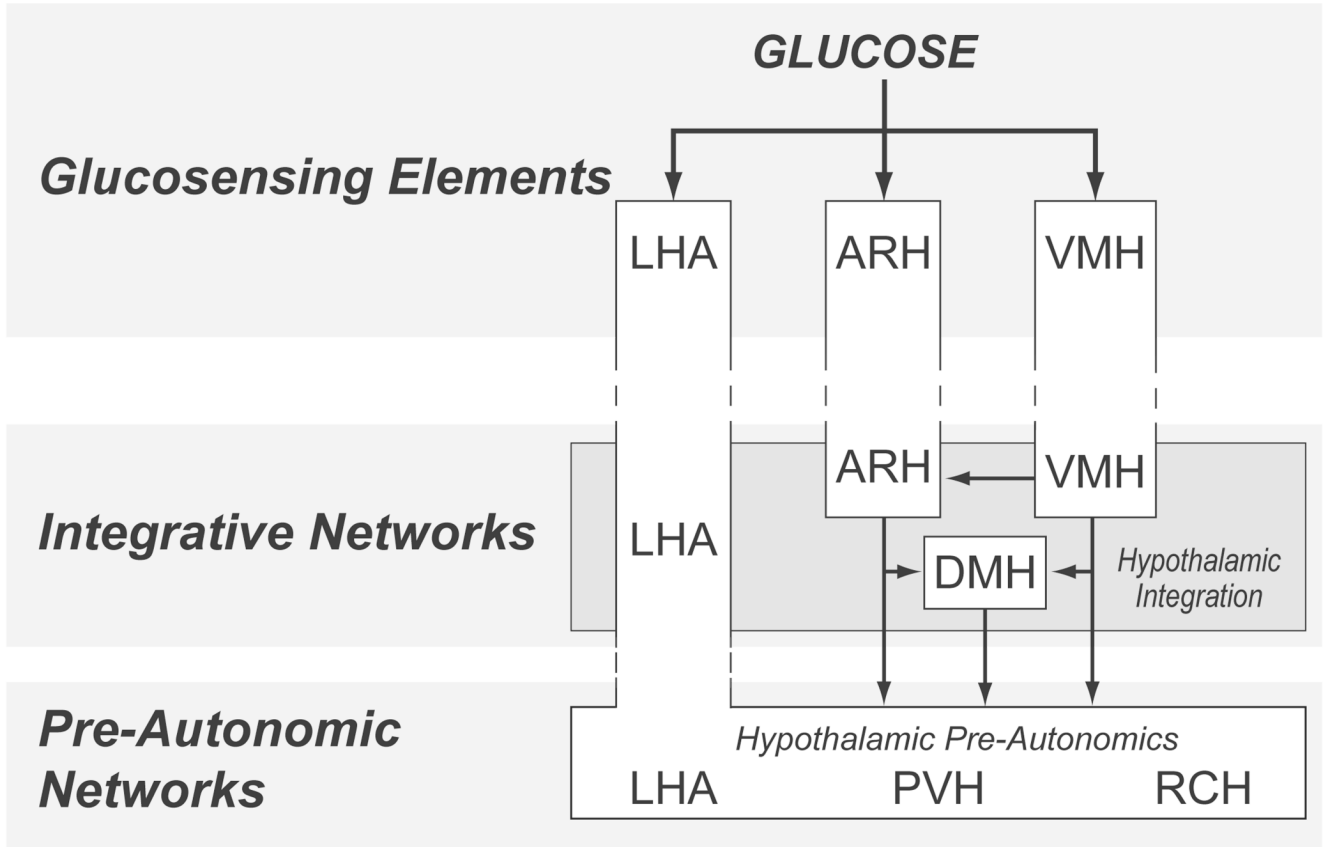 GLUCOSE
Glucosensing Elements
LHA
ARH
VMH
ARH
VMH
Integrative Networks
LHA
DMH
Hypothalamic
Integration
Pre-Autonomic
Networks
Hypothalamic Pre-Autonomics
LHA
PVH
RCH